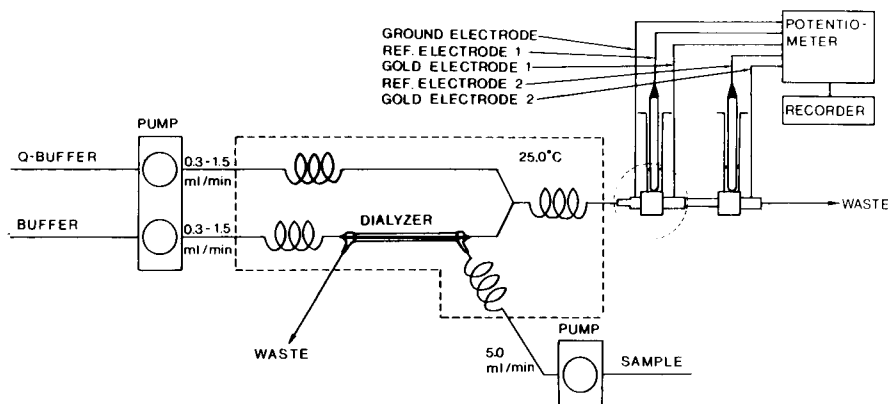 GROUND ELECTRODE
REF. ELECTRODE 1
GOLD ELECTRODE 1
REF. ELECTRODE 2
GOLD ELECTRODE 2
POTENTIO-
METER
RECORDER
PUMP
Q-BUFFER
0.3-1.5
ml/min
25.0°C
BUFFER
0.3-1.5
ml/min
DIALYZER
WASTE
WASTE
5.0
ml/min
PUMP
SAMPLE